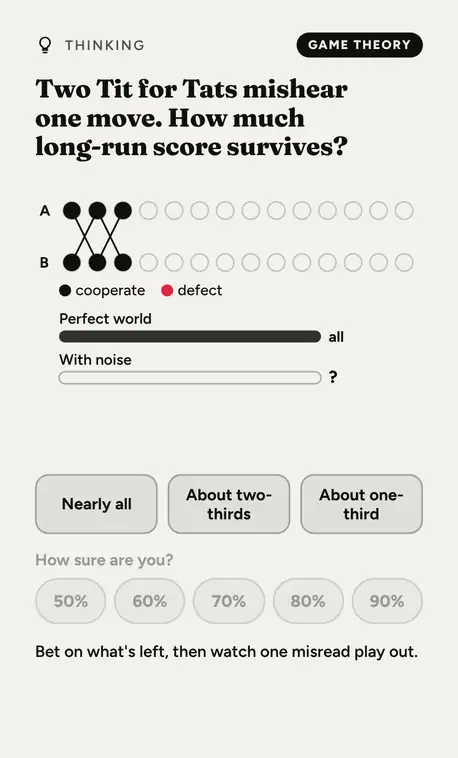 THINKING
GAME THEORY
Two Tit for Tats mishear
one move. How much
long-run score survives?
A
B
cooperate
defect
Perfect world
all
With noise
?
Nearly all
About two-
thirds
About one-
third
How sure are you?
50%
60%
70%
80%
90%
Bet on what's left, then watch one misread play out.